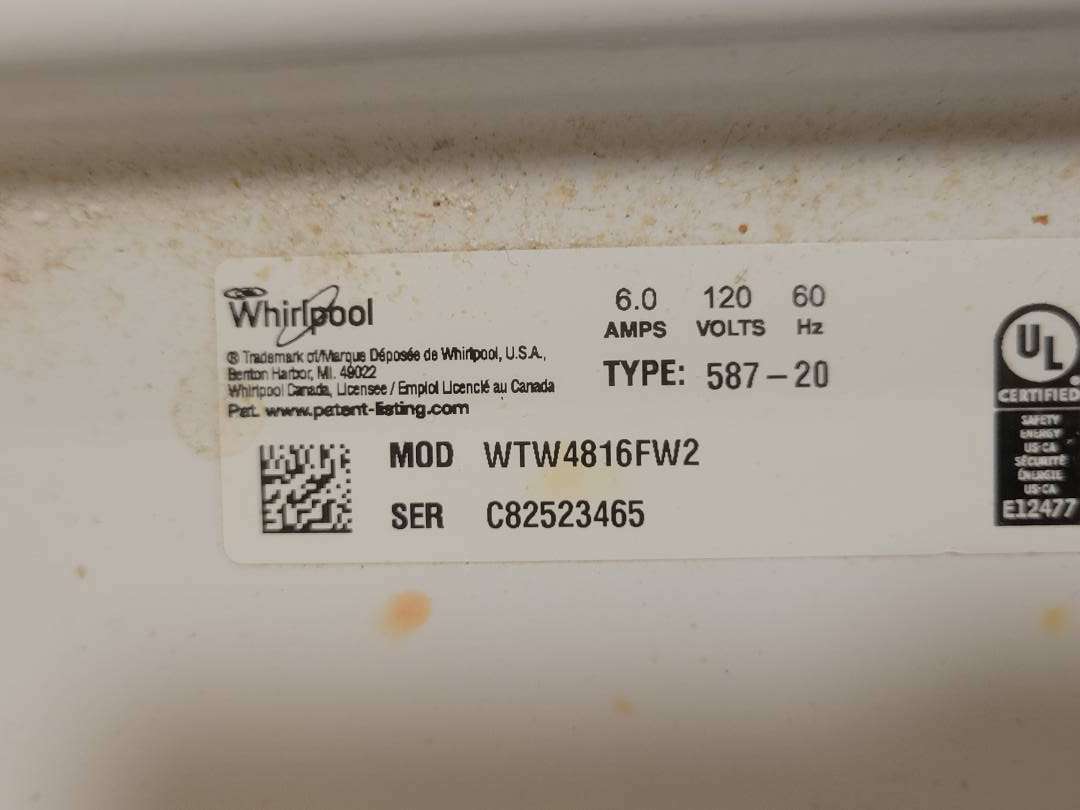 Whirlpool
® Trademark of/Marque Déposée de Whirlpool, U.S.A.,
Benton Harbor, MI. 49022
Whirlpool Canada, Licensee / Emploi Licencié au Canada
Pat. www.patent-listing.com
6.0 120 60
AMPS VOLTS Hz
TYPE: 587-20
MOD WTW4816FW2
SER C82523465
UL
®
CERTIFIED
SAFETY
ENERGY
US-CA
SÉCURITÉ
ÉNERGIE
US-CA
E12477